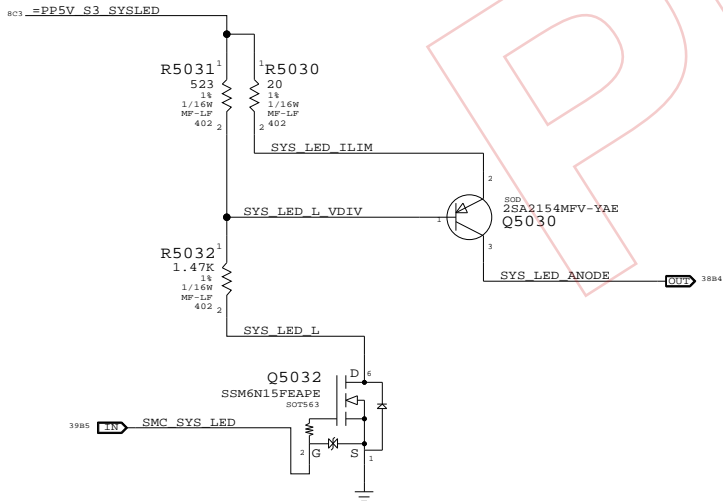 8C3 =PP5V_S3_SYSLED
R5031
523
1%
1/16W
MF-LF
402
1
2
R5030
20
1%
1/16W
MF-LF
402
1
2
SYS_LED_ILIM
2
SOD
2SA2154MFV-YAE
Q5030
1
3
SYS_LED_L_VDIV
SYS_LED_ANODE
OUT 38B4
R5032
1.47K
1%
1/16W
MF-LF
402
1
2
SYS_LED_L
Q5032
SSM6N15FEAPE
SOT563
D 6
39B5 IN SMC_SYS_LED
2 G S 1